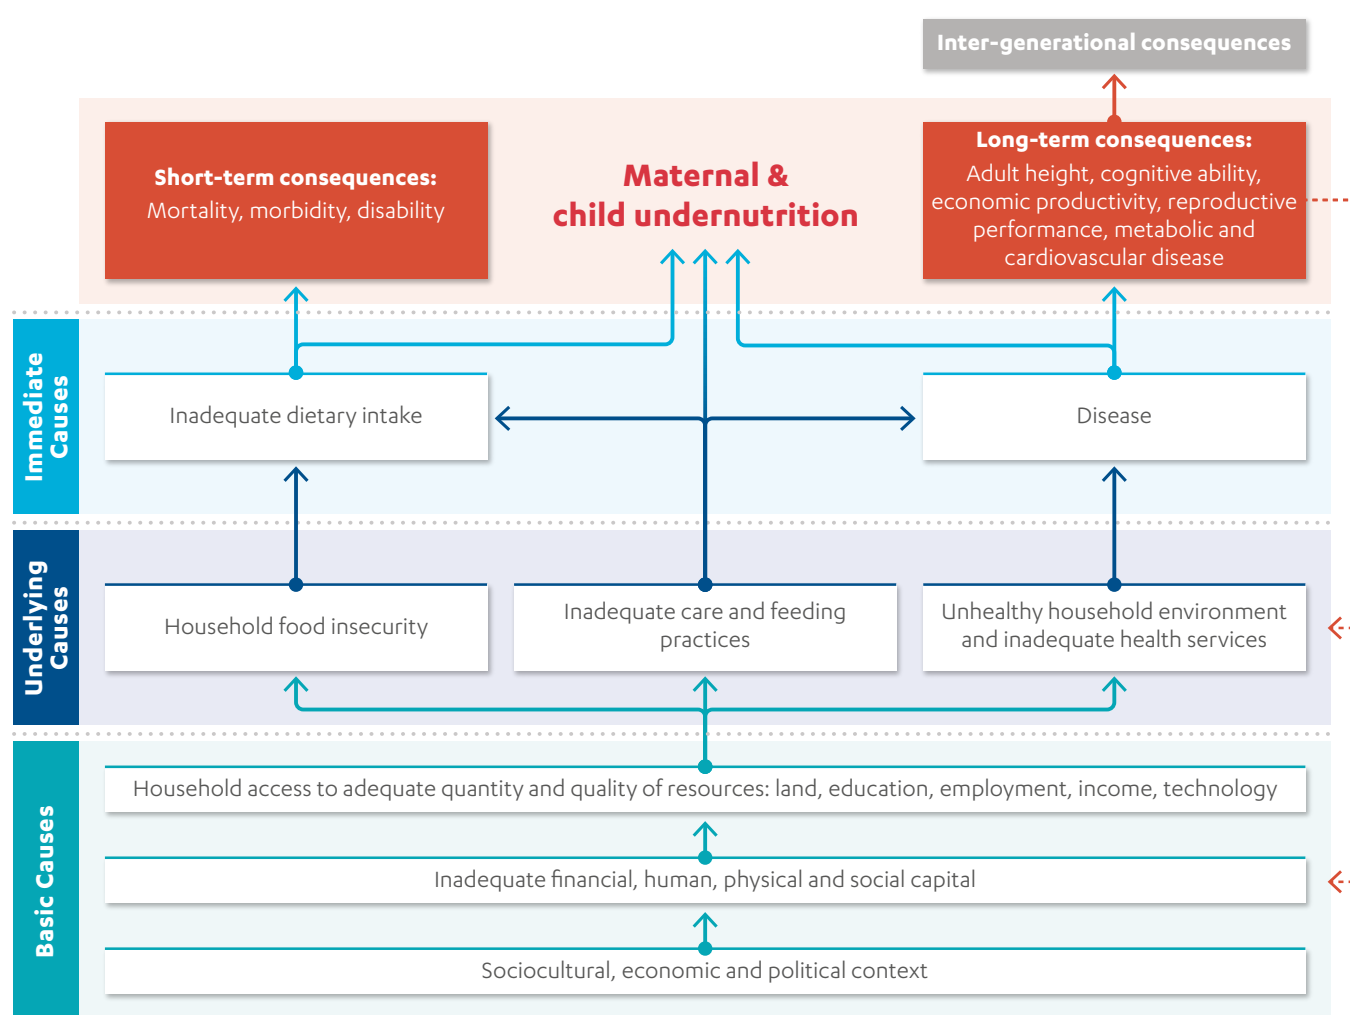 Inter-generational consequences
Short-term consequences:
Mortality, morbidity, disability
Maternal &
child undernutrition
Long-term consequences:
Adult height, cognitive ability,
economic productivity, reproductive
performance, metabolic and
cardiovascular disease
Immediate
Causes
Inadequate dietary intake
Disease
Underlying
Causes
Household food insecurity
Inadequate care and feeding
practices
Unhealthy household environment
and inadequate health services
Basic Causes
Household access to adequate quantity and quality of resources: land, education, employment, income, technology
Inadequate financial, human, physical and social capital
Sociocultural, economic and political context